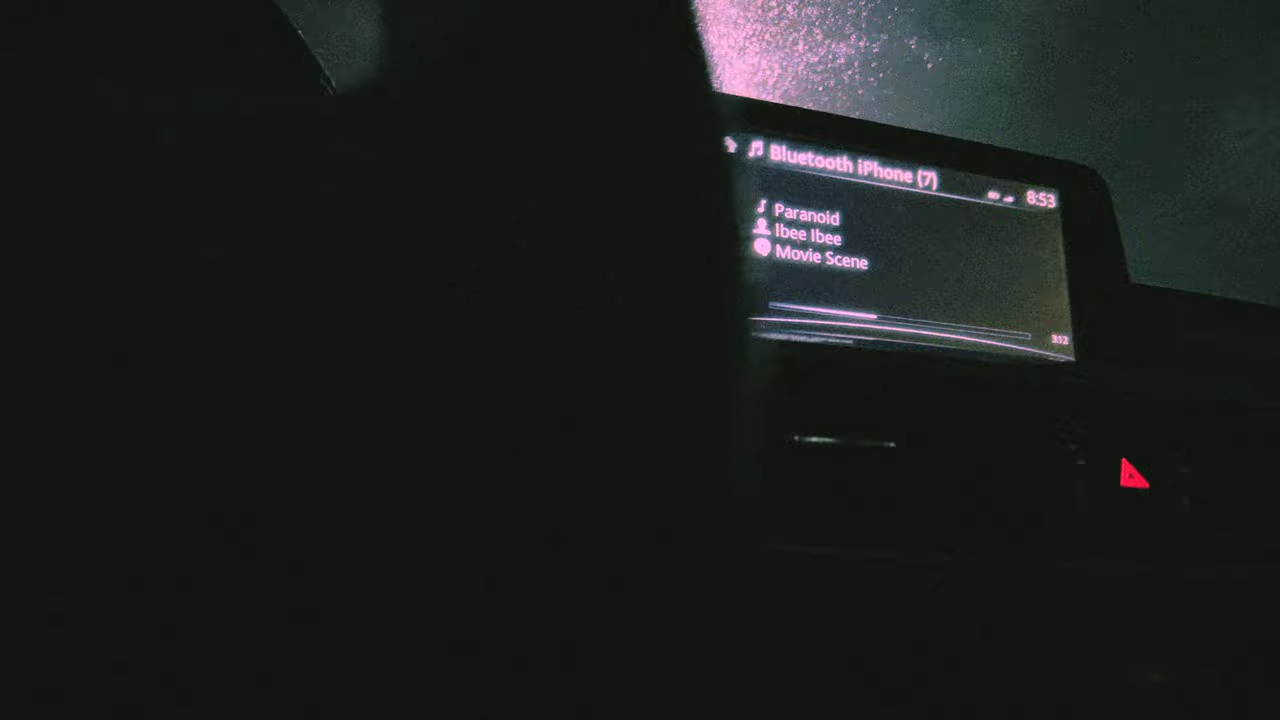 Bluetooth iPhone (7)
8:53
Paranoid
Ibee Ibee
Movie Scene
3:12